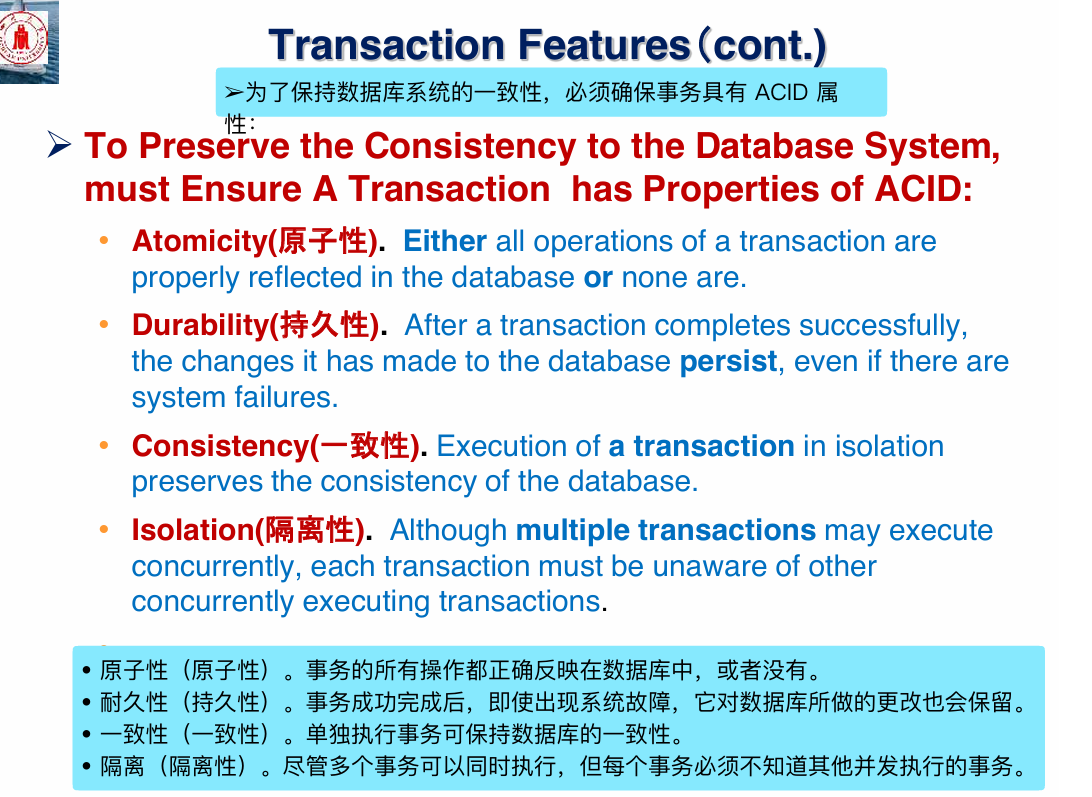 Transaction Features（cont.)
➢为了保持数据库系统的一致性，必须确保事务具有 ACID 属
性：
➢ To Preserve the Consistency to the Database System,
must Ensure A Transaction has Properties of ACID:
• Atomicity(原子性). Either all operations of a transaction are
properly reflected in the database or none are.
• Durability(持久性). After a transaction completes successfully,
the changes it has made to the database persist, even if there are
system failures.
• Consistency(一致性). Execution of a transaction in isolation
preserves the consistency of the database.
• Isolation(隔离性). Although multiple transactions may execute
concurrently, each transaction must be unaware of other
concurrently executing transactions.
• 原子性（原子性）。事务的所有操作都正确反映在数据库中，或者没有。
• 耐久性（持久性）。事务成功完成后，即使出现系统故障，它对数据库所做的更改也会保留。
• 一致性（一致性）。单独执行事务可保持数据库的一致性。
• 隔离（隔离性）。尽管多个事务可以同时执行，但每个事务必须不知道其他并发执行的事务。